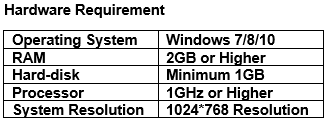 Hardware Requirement
Operating System Windows 7/8/10
RAM 2GB or Higher
Hard-disk Minimum 1GB
Processor 1GHz or Higher
System Resolution 1024*768 Resolution